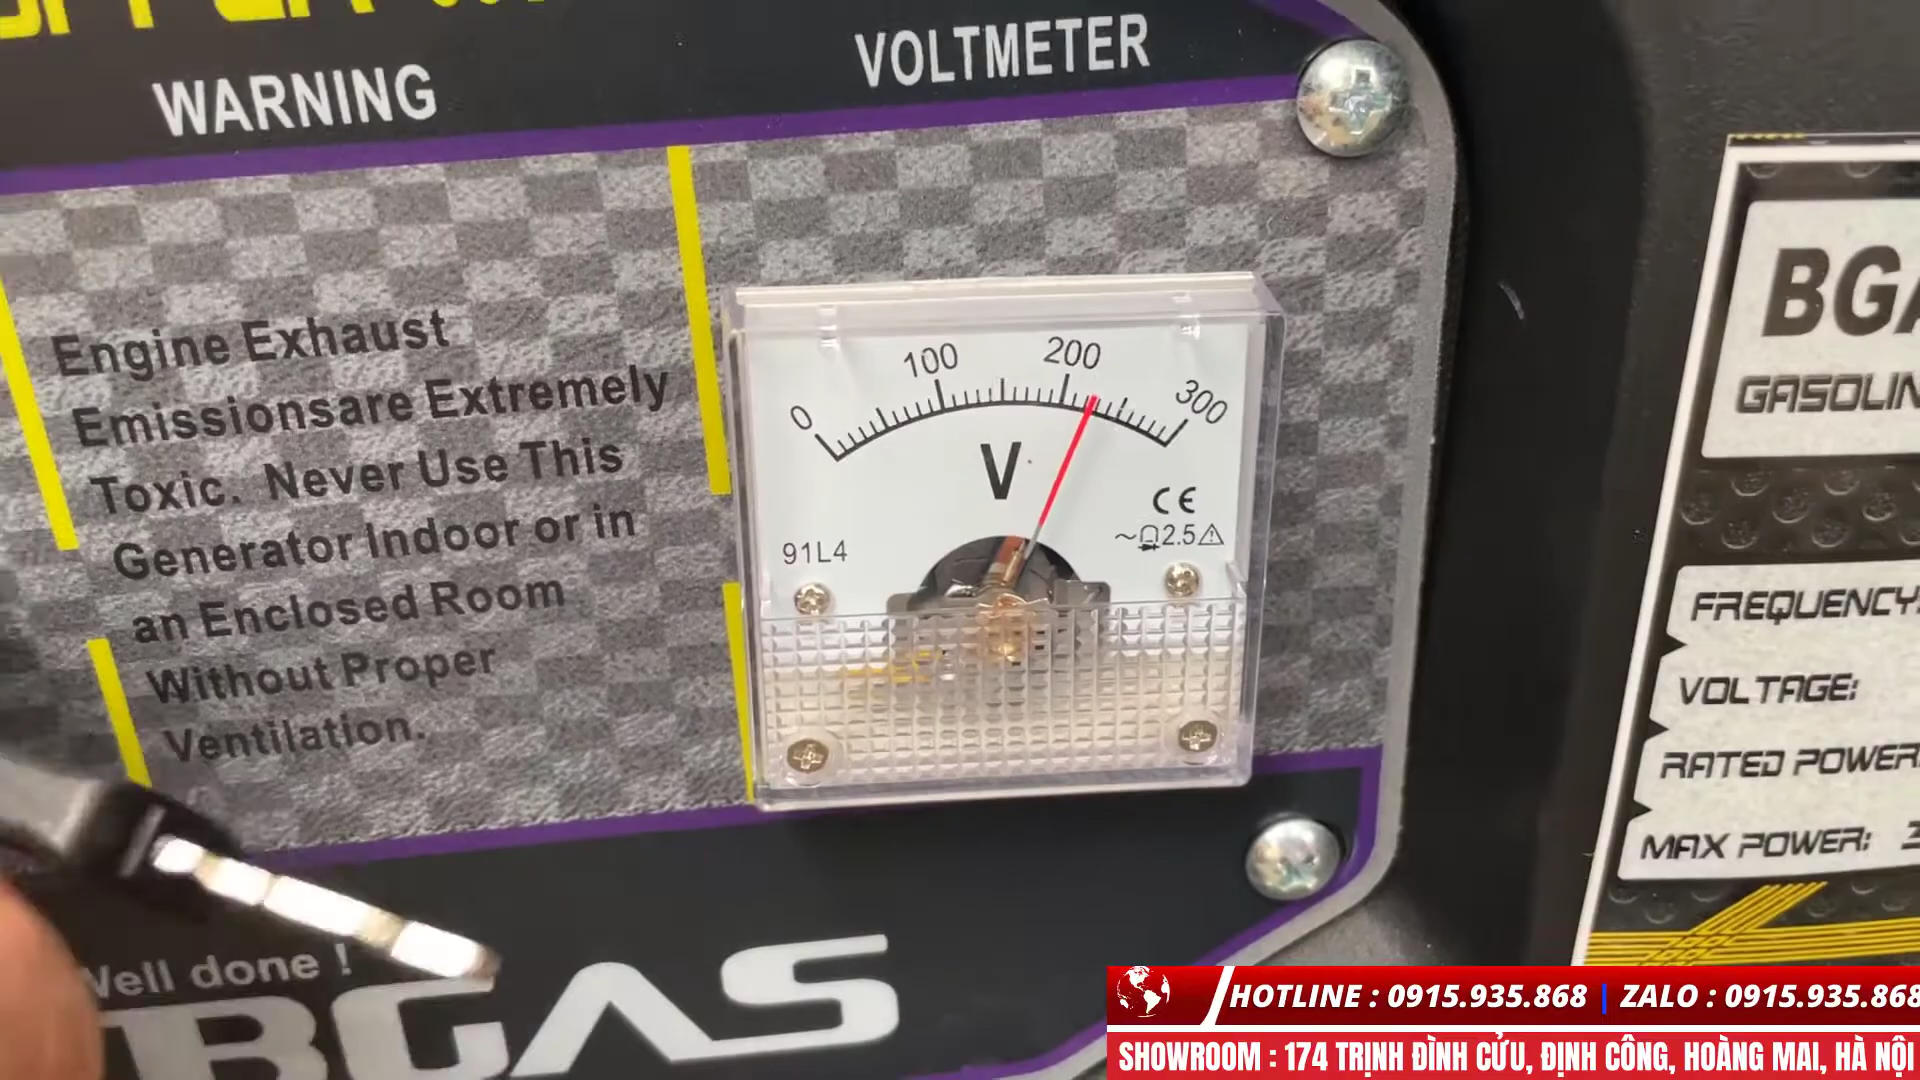 WARNING
VOLTMETER
Engine Exhaust
Emissionsare Extremely
Toxic. Never Use This
Generator Indoor or in
an Enclosed Room
Without Proper
Ventilation.
0 100 200 300
V
CE
91L4
2.5
Well done !
BGAS
GASOLIN
FREQUENCY:
VOLTAGE:
RATED POWER
MAX POWER:
HOTLINE : 0915.935.868 | ZALO : 0915.935.868
SHOWROOM : 174 TRỊNH ĐÌNH CỬU, ĐỊNH CÔNG, HOÀNG MAI, HÀ NỘI